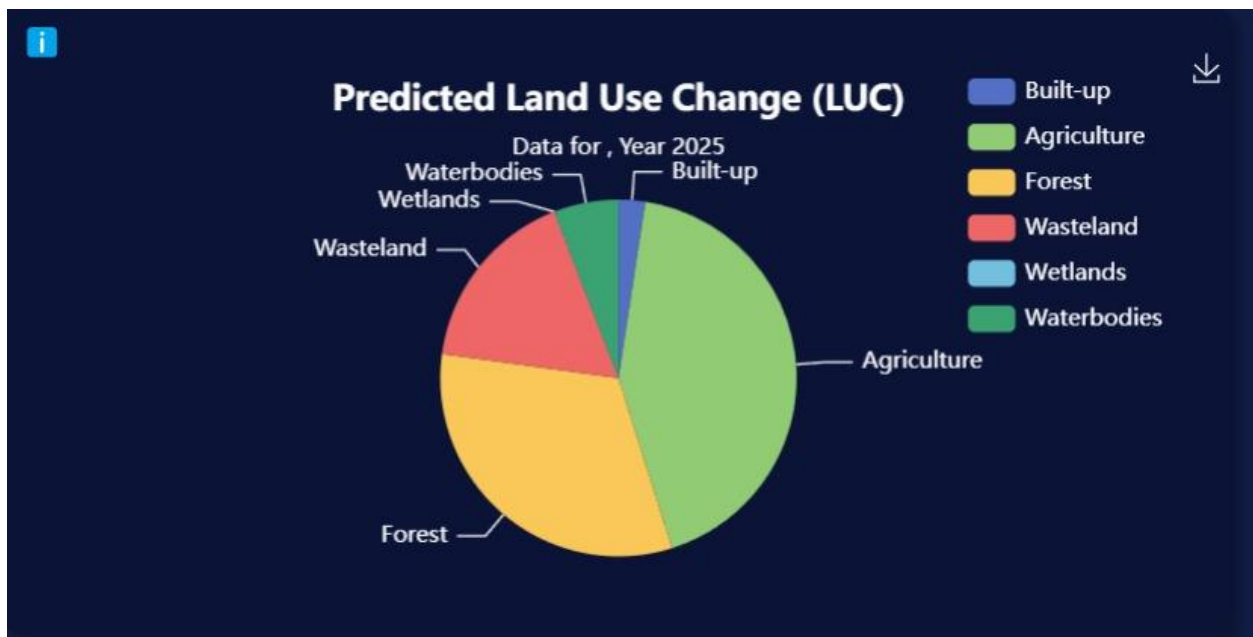 i
Predicted Land Use Change (LUC)
Data for , Year 2025
Built-up
Agriculture
Forest
Wasteland
Wetlands
Waterbodies
Waterbodies
Built-up
Wetlands
Wasteland
Agriculture
Forest